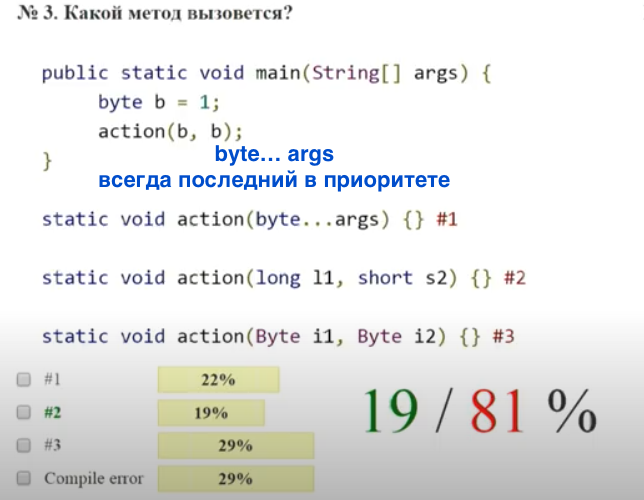 № 3. Какой метод вызовется?
public static void main(String[] args) {
byte b = 1;
action(b, b);
}
byte... args
всегда последний в приоритете
static void action(byte...args) {} #1
static void action(long l1, short s2) {} #2
static void action(Byte i1, Byte i2) {} #3
#1 22%
#2 19%
#3 29%
Compile error 29%
19 / 81 %